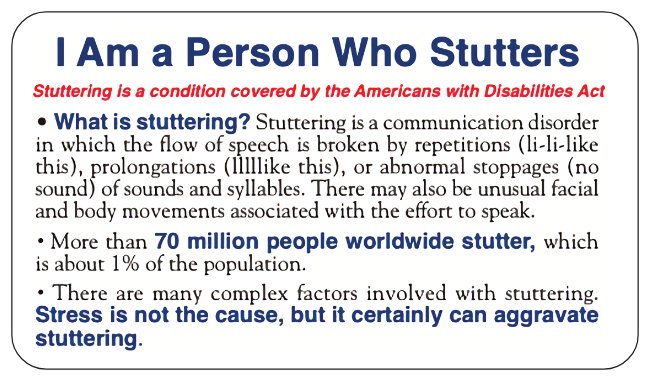 I Am a Person Who Stutters
Stuttering is a condition covered by the Americans with Disabilities Act
• What is stuttering? Stuttering is a communication disorder
in which the flow of speech is broken by repetitions (li-li-like
this), prolongations (lllllike this), or abnormal stoppages (no
sound) of sounds and syllables. There may also be unusual facial
and body movements associated with the effort to speak.
• More than 70 million people worldwide stutter, which
is about 1% of the population.
• There are many complex factors involved with stuttering.
Stress is not the cause, but it certainly can aggravate
stuttering.